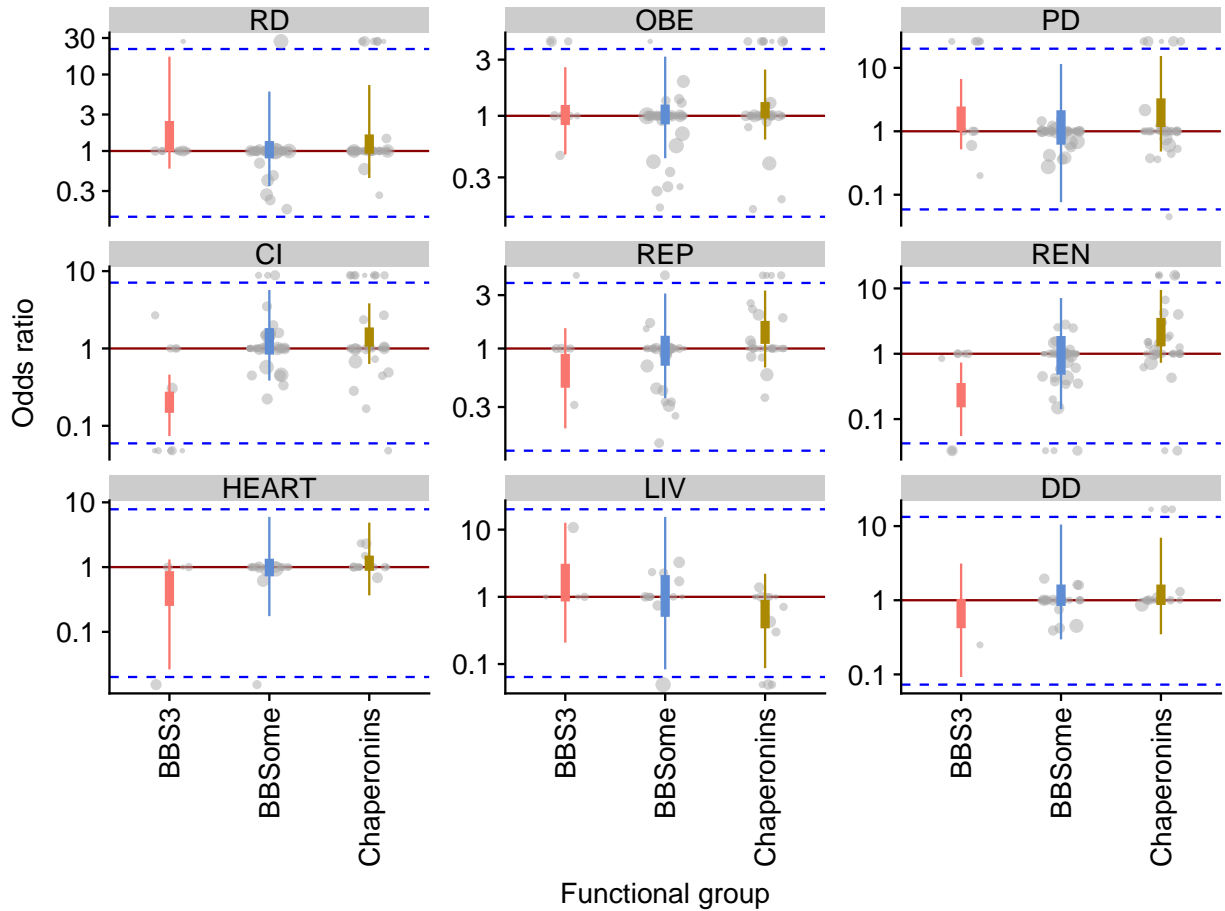 RD
OBE
PD
30
10
3
1
0.3
3
1
0.3
10
1
0.1
CI
REP
REN
10
1
0.1
3
1
0.3
10
1
0.1
HEART
LIV
DD
10
1
0.1
10
1
0.1
10
1
0.1
Odds ratio
BBS3
BBSome
Chaperonins
BBS3
BBSome
Chaperonins
BBS3
BBSome
Chaperonins
Functional group